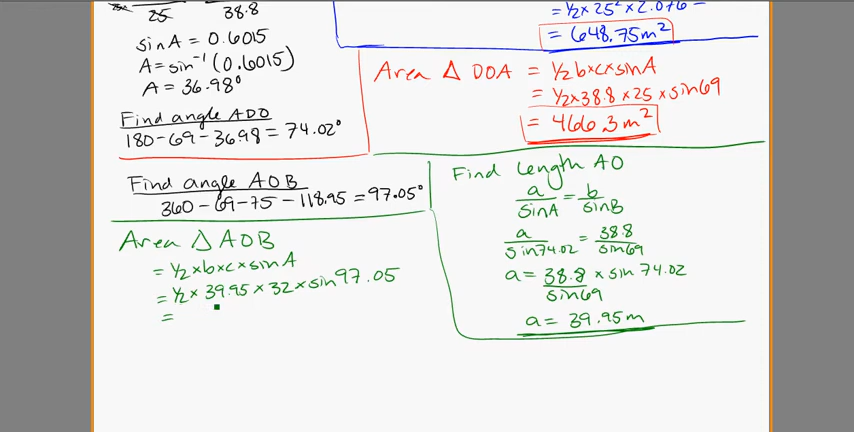 25
38.8
sinA = 0.6015
A = sin⁻¹(0.6015)
A = 36.98°
Find angle ADO
180-69-36.98 = 74.02°
= ½ × 25² × 2.076
= 648.75m²
Area △ DOA = ½b×c×sinA
= ½×38.8×25×sin69
= 466.3m²
Find angle AOB
360-69-75-118.95 = 97.05°
Area △ AOB
= ½×b×c×sinA
= ½ × 39.95 × 32 × sin97.05
=
Find length AO
a/sinA = b/sinB
a/sin74.02 = 38.8/sin69
a = 38.8/sin69 × sin 74.02
a = 39.95m